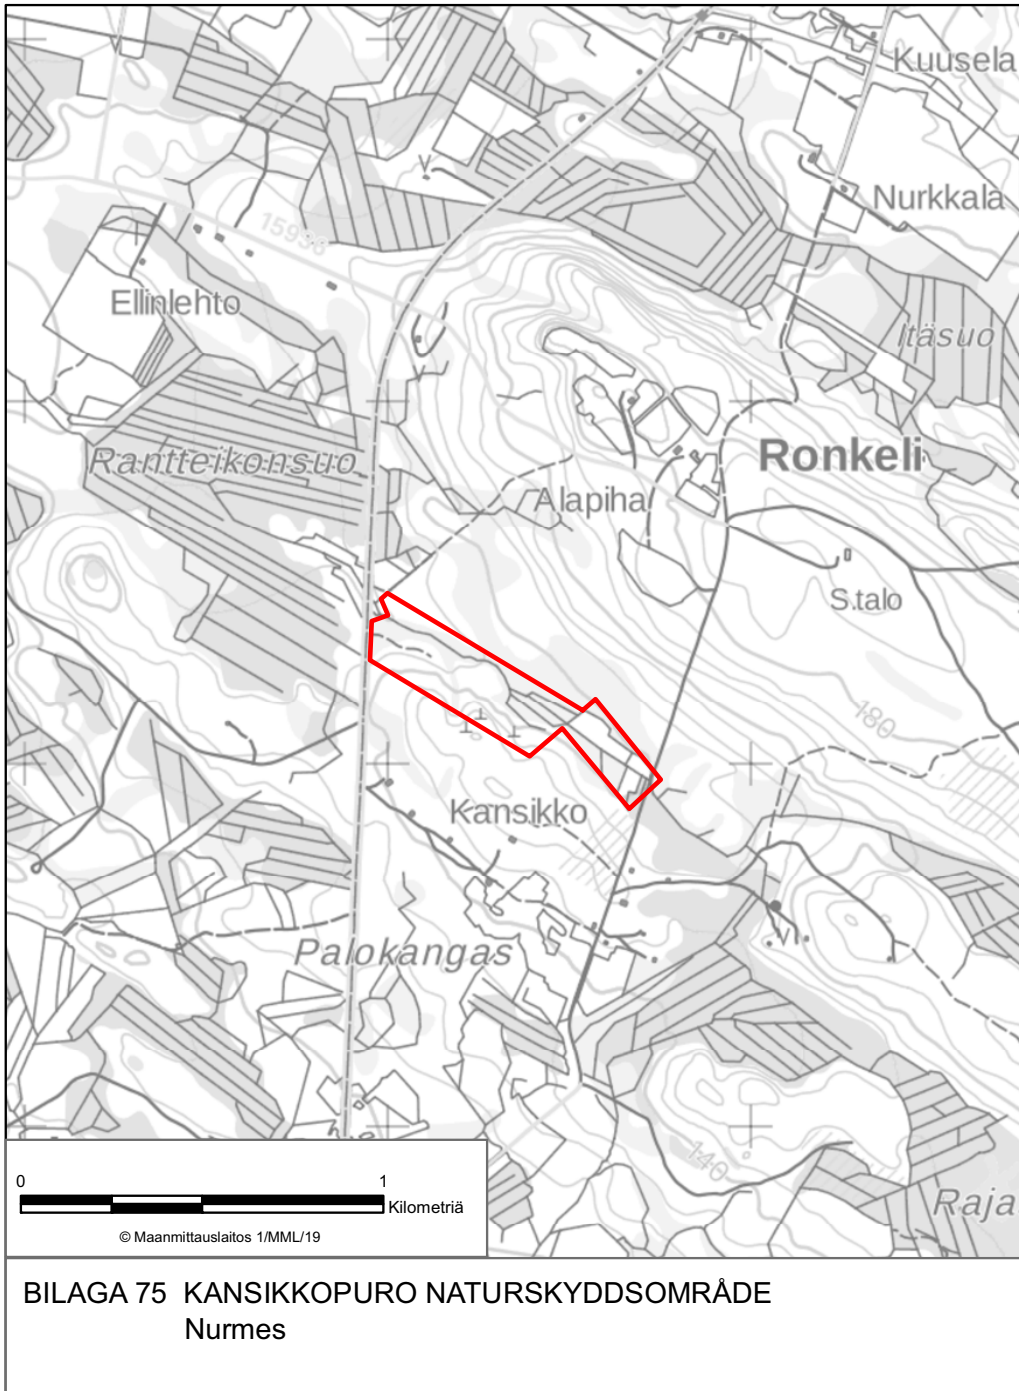 Kuusela
Nurkkala
15936
Ellinlehto
Itäsuo
Rantteikonsuo
Ronkeli
Alapiha
S.talo
180
Kansikko
Palokangas
140
Raja
0 1
Kilometriä
© Maanmittauslaitos 1/MML/19
BILAGA 75 KANSIKKOPURO NATURSKYDDSOMRÅDE
Nurmes